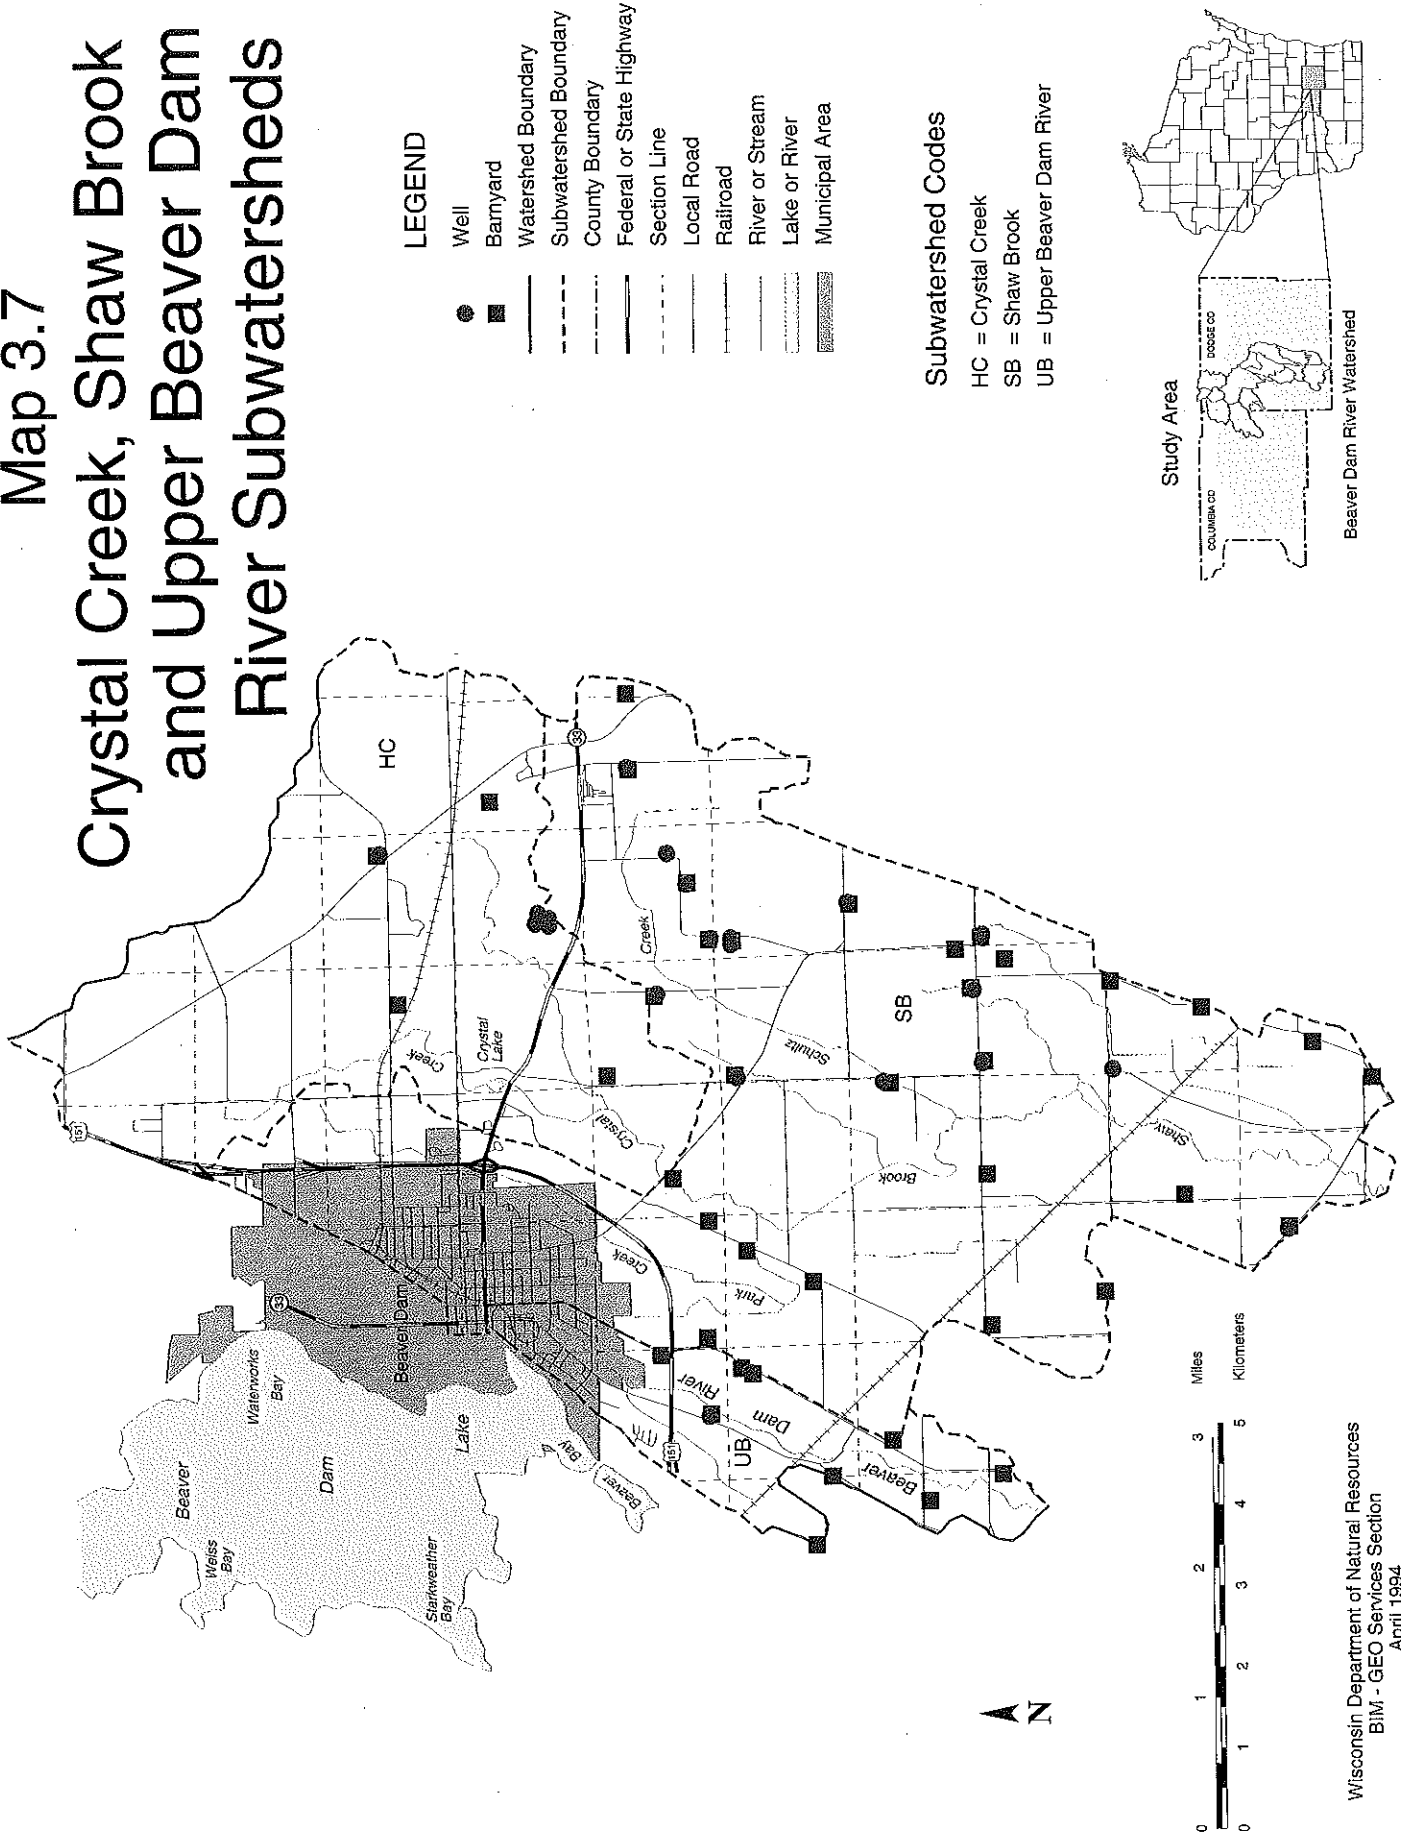 Map 3.7
Crystal Creek, Shaw Brook
and Upper Beaver Dam
River Subwatersheds
LEGEND
Well
Barnyard
Watershed Boundary
Subwatershed Boundary
County Boundary
Federal or State Highway
Section Line
Local Road
Railroad
River or Stream
Lake or River
Municipal Area
Subwatershed Codes
HC = Crystal Creek
SB = Shaw Brook
UB = Upper Beaver Dam River
Study Area
COLUMBIA CO
DODGE CO
Beaver Dam River Watershed
151
HC
33
33
Creek
Crystal
Lake
Crystal
Creek
Beaver Dam
Waterworks
Bay
Beaver
Dam
Lake
Weiss
Bay
Starkweather
Bay
Beaver
Bay
Creek
Park
151
River
Dam
Beaver
UB
Schultz
SB
Brook
Shaw
Miles
0 1 2 3
Kilometers
0 1 2 3 4 5
N
Wisconsin Department of Natural Resources
BIM - GEO Services Section
April 1994